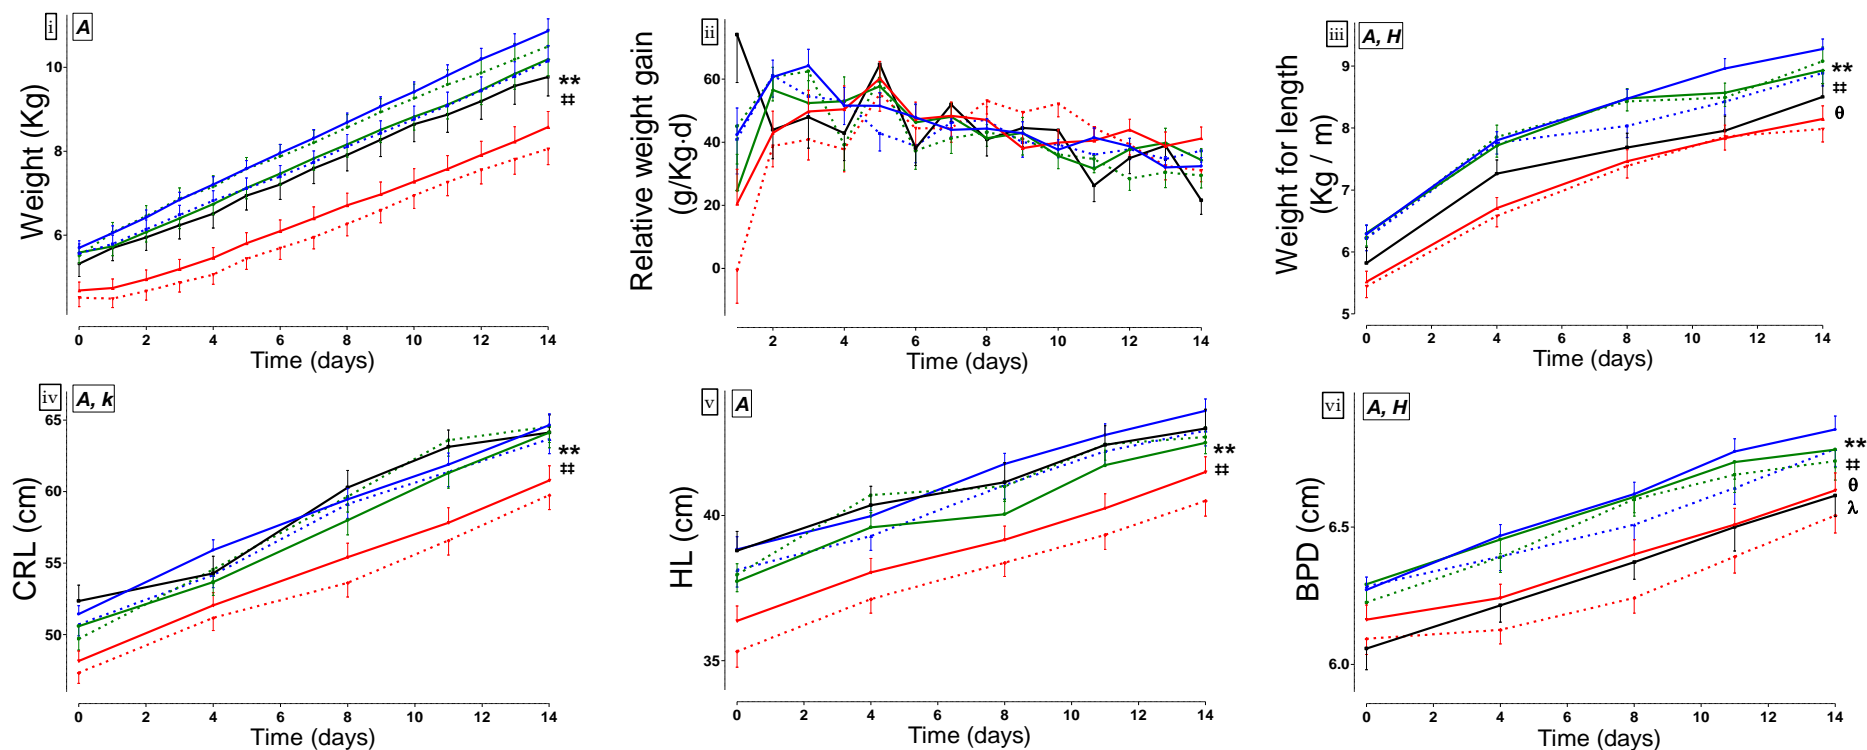 i
A
Weight (Kg)
10
8
6
**
⌗
0 2 4 6 8 10 12 14
Time (days)
ii
Relative weight gain
(g/Kg·d)
60
40
20
0
2 4 6 8 10 12 14
Time (days)
iii
A, H
Weight for length
(Kg / m)
9
8
7
6
5
**
⌗
θ
0 2 4 6 8 10 12 14
Time (days)
iv
A, k
CRL (cm)
65
60
55
50
**
⌗
0 2 4 6 8 10 12 14
Time (days)
v
A
HL (cm)
40
35
**
⌗
0 2 4 6 8 10 12 14
Time (days)
vi
A, H
BPD (cm)
6.5
6.0
**
⌗
θ
λ
0 2 4 6 8 10 12 14
Time (days)